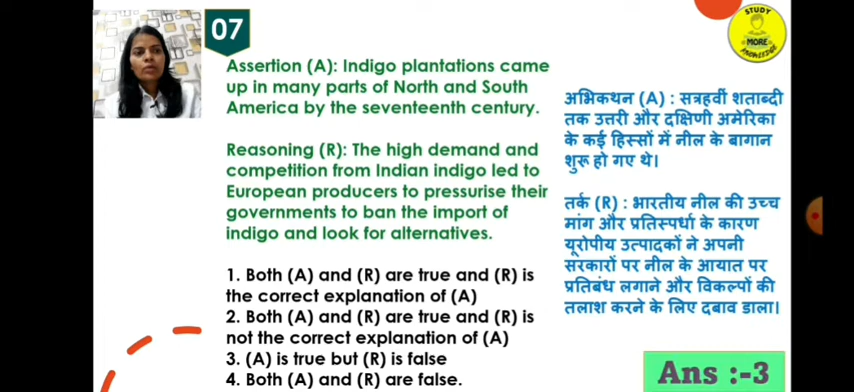 07
STUDY
MORE
KNOWLEDGE
Assertion (A): Indigo plantations came
up in many parts of North and South
America by the seventeenth century.
Reasoning (R): The high demand and
competition from Indian indigo led to
European producers to pressurise their
governments to ban the import of
indigo and look for alternatives.
1. Both (A) and (R) are true and (R) is
the correct explanation of (A)
2. Both (A) and (R) are true and (R) is
not the correct explanation of (A)
3. (A) is true but (R) is false
4. Both (A) and (R) are false.
अभिकथन (A) : सत्रहवीं शताब्दी
तक उत्तरी और दक्षिणी अमेरिका
के कई हिस्सों में नील के बागान
शुरू हो गए थे।
तर्क (R) : भारतीय नील की उच्च
मांग और प्रतिस्पर्धा के कारण
यूरोपीय उत्पादकों ने अपनी
सरकारों पर नील के आयात पर
प्रतिबंध लगाने और विकल्पों की
तलाश करने के लिए दबाव डाला।
Ans :-3